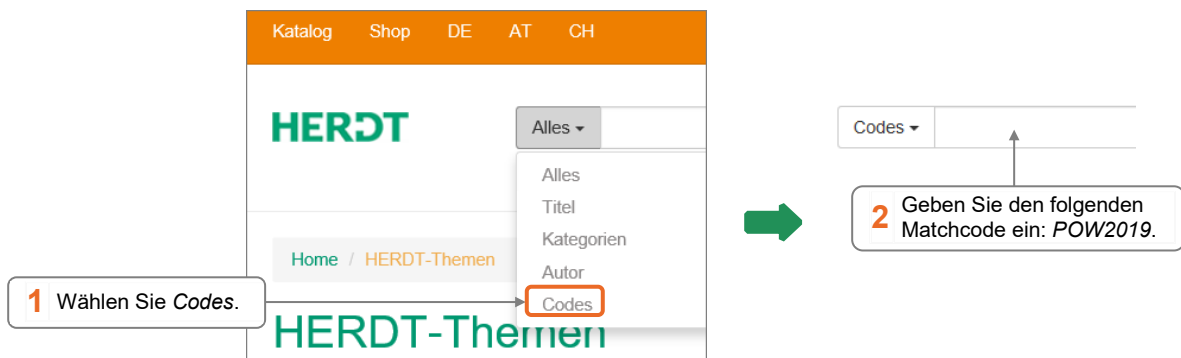 Katalog Shop DE AT CH
HERDT
Alles
Alles
Titel
Kategorien
Autor
Codes
Home / HERDT-Themen
HERDT-Themen
1 Wählen Sie Codes.
Codes
2 Geben Sie den folgenden
Matchcode ein: POW2019.